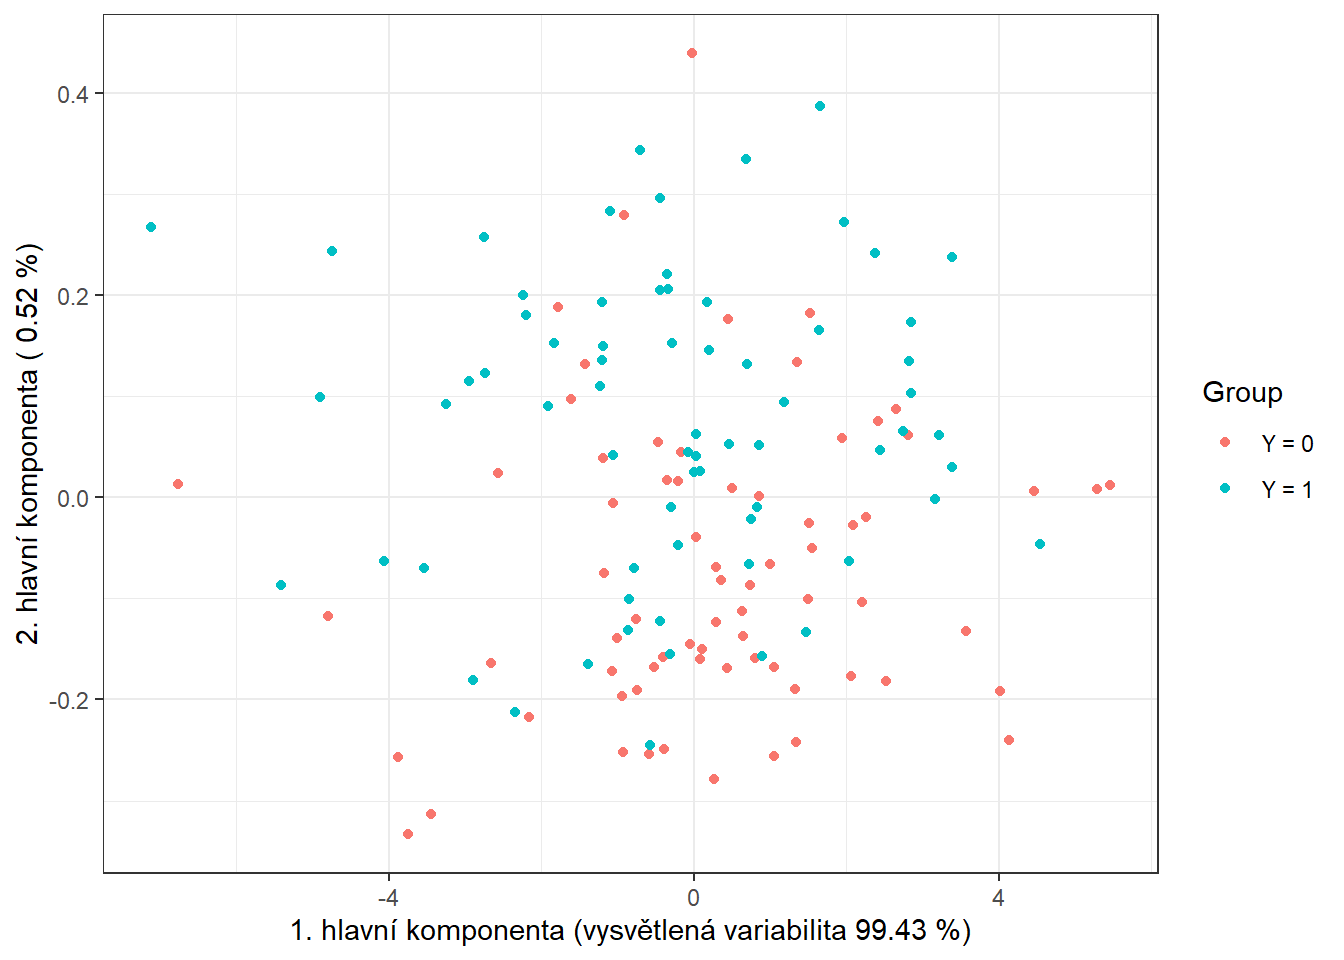 2. hlavní komponenta ( 0.52 %)
0.4
0.2
0.0
-0.2
-4
0
4
1. hlavní komponenta (vysvětlená variabilita 99.43 %)
Group
Y = 0
Y = 1